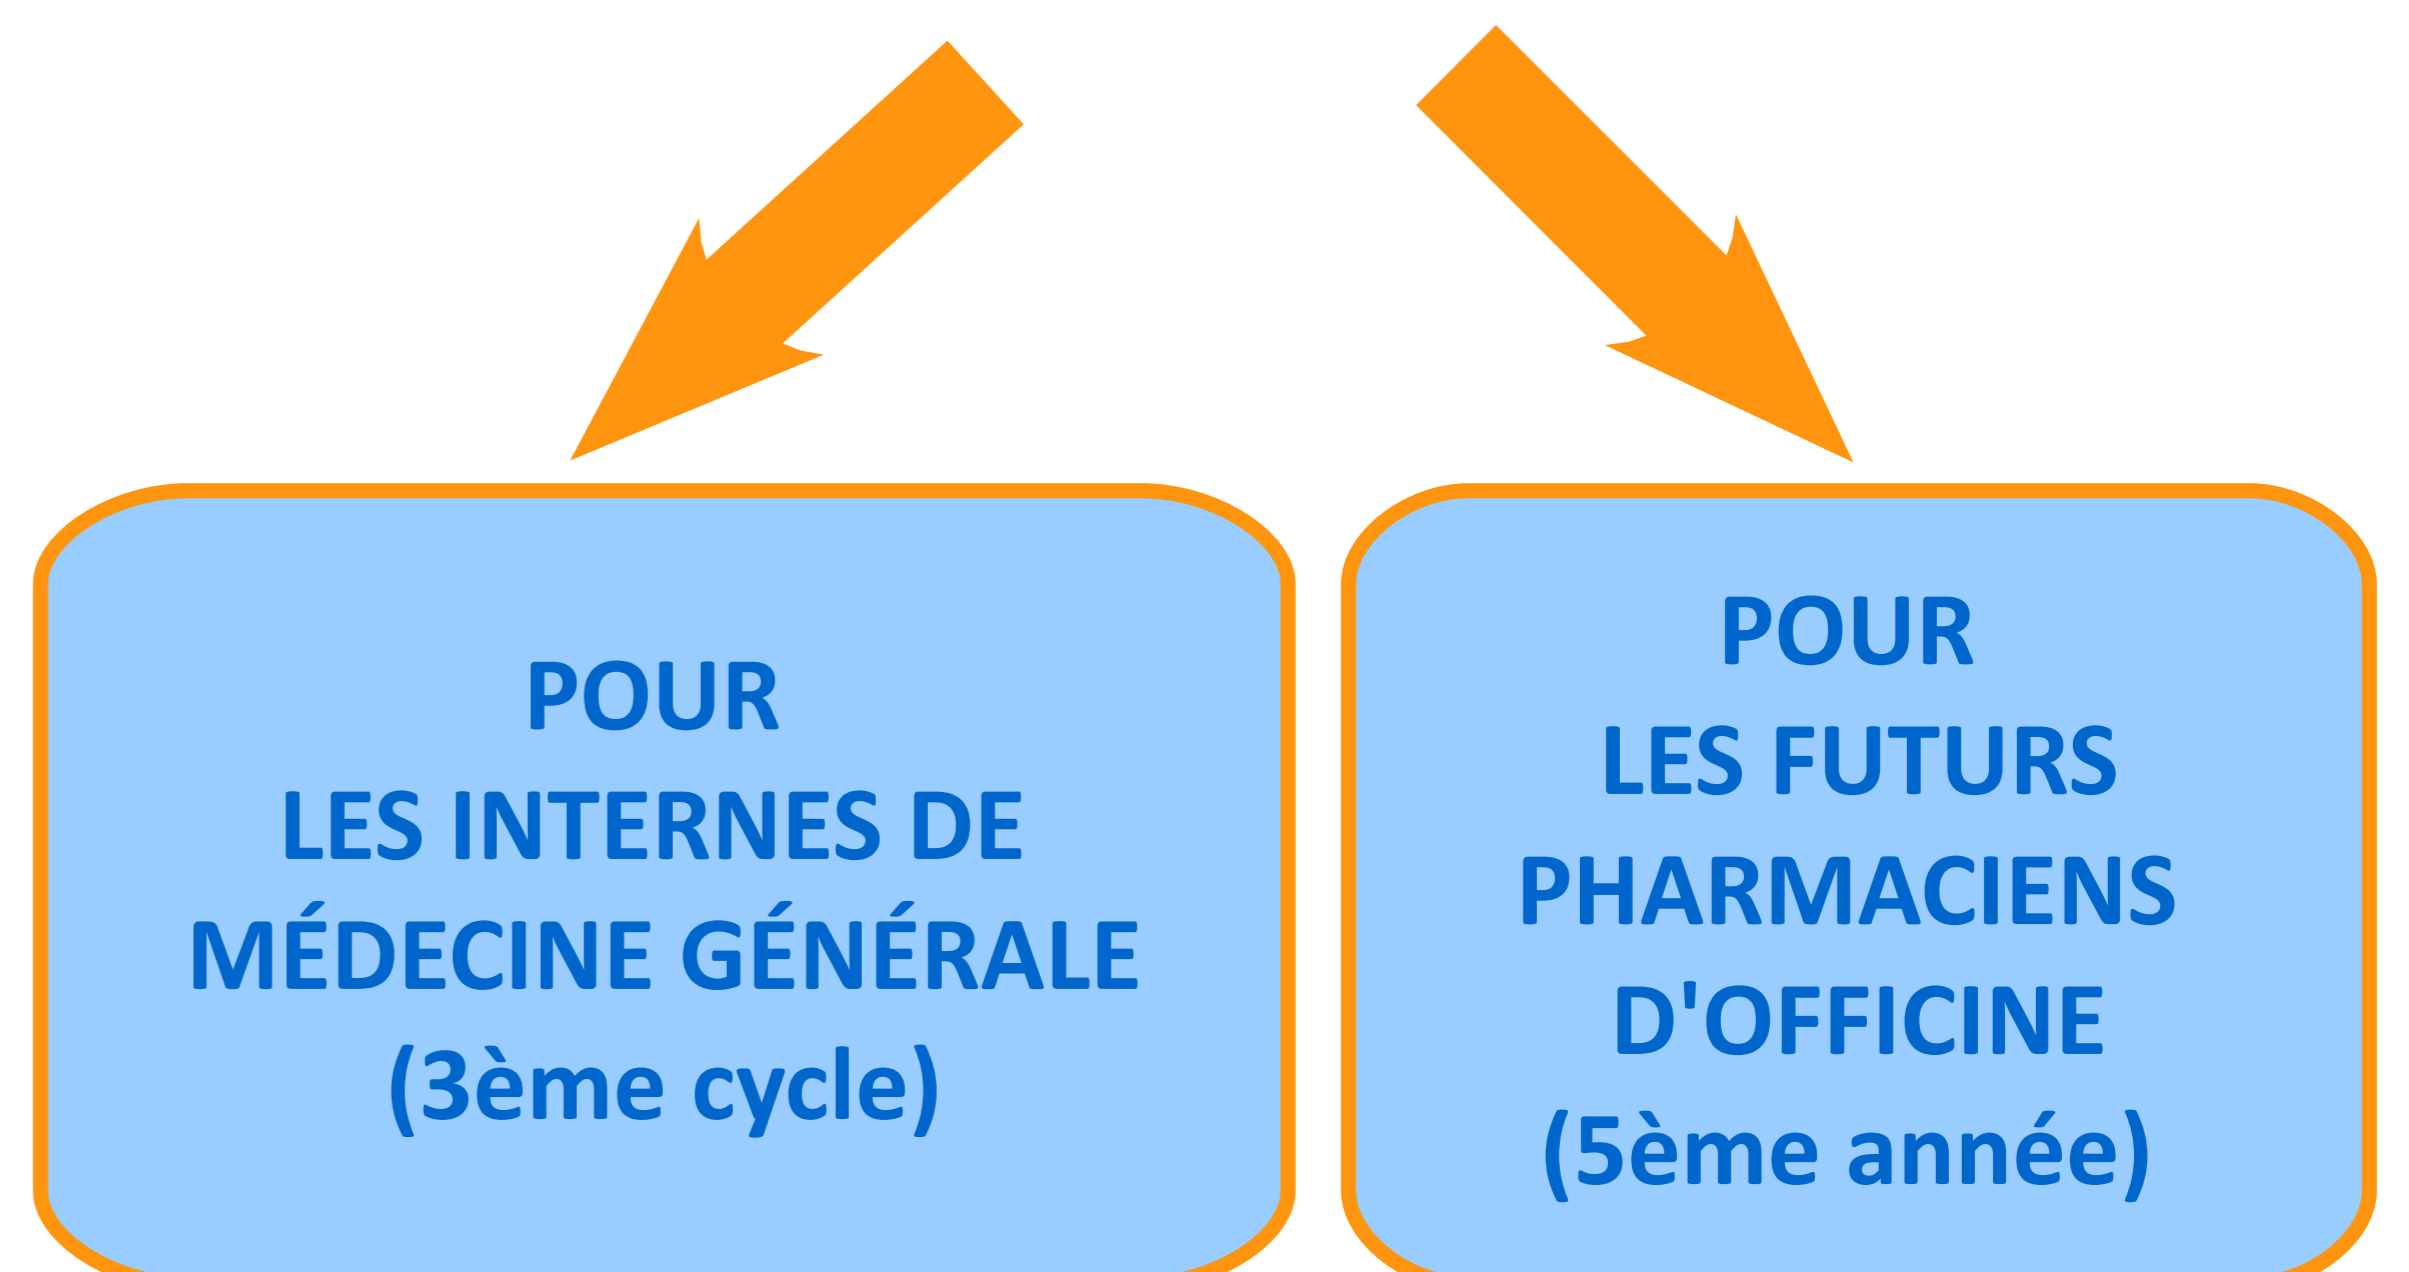 POUR
LES INTERNES DE
MÉDECINE GÉNÉRALE
(3ème cycle)
POUR
LES FUTURS
PHARMACIENS
D'OFFICINE
(5ème année)